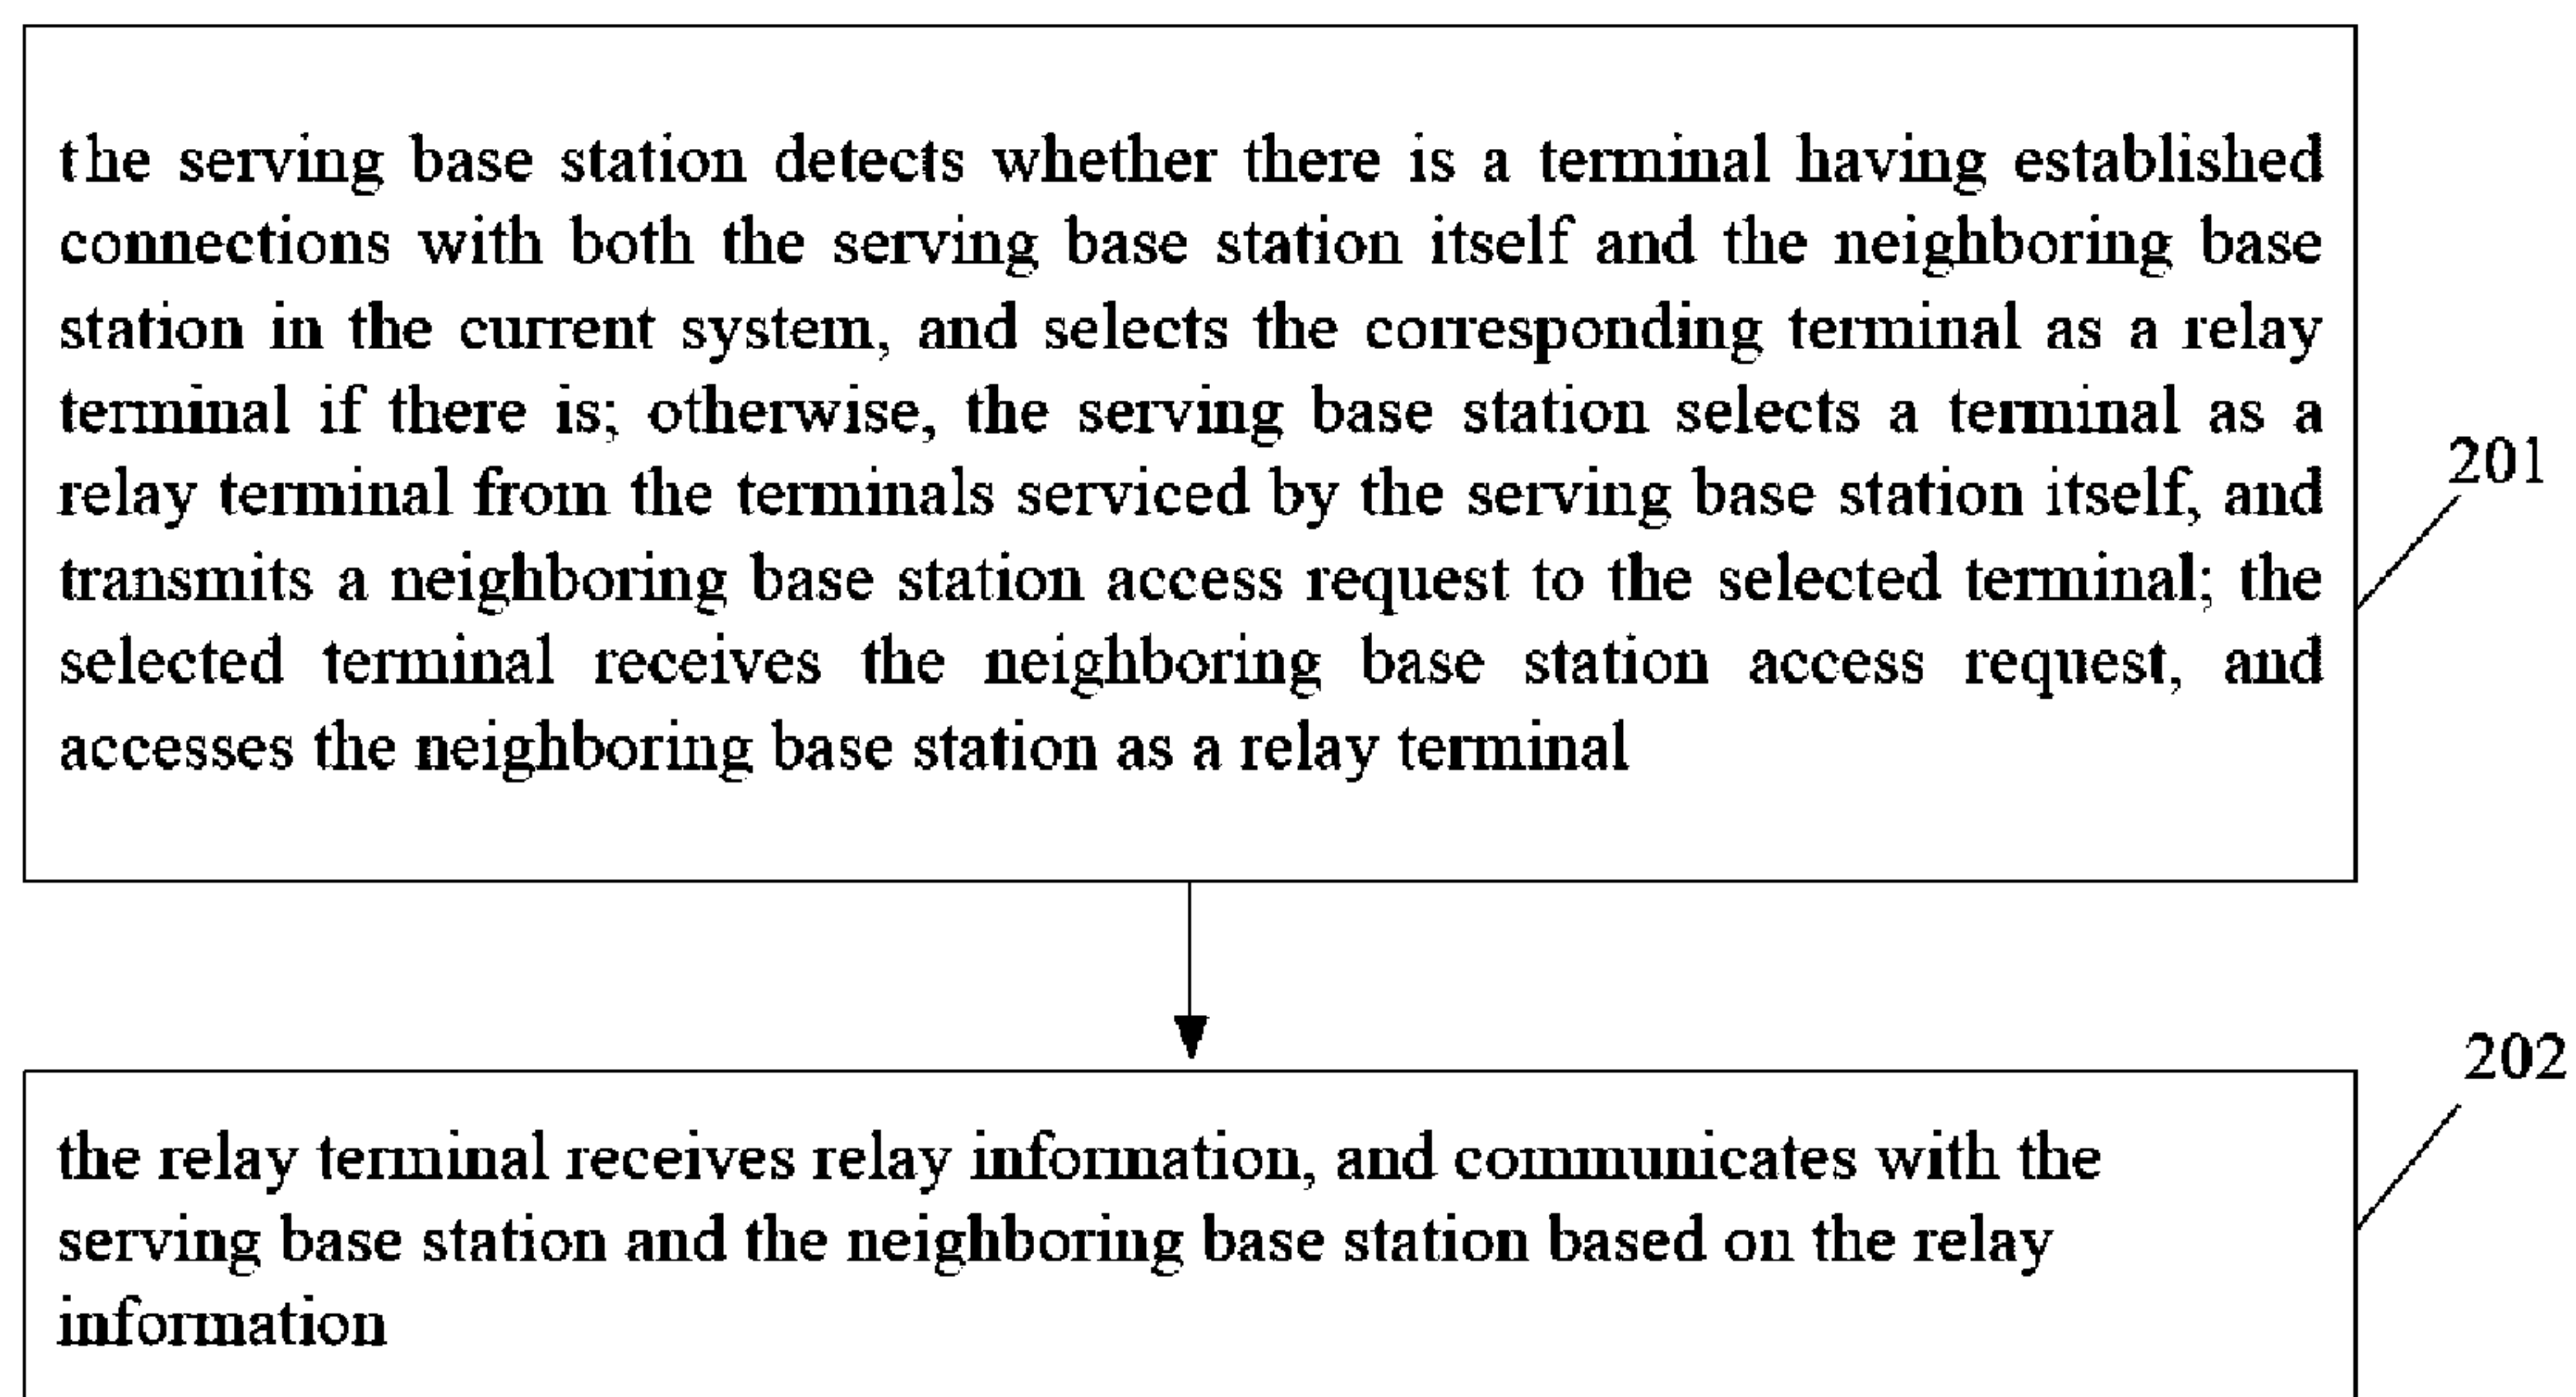 the serving base station detects whether there is a terminal having established
connections with both the serving base station itself and the neighboring base
station in the current system, and selects the corresponding terminal as a relay
terminal if there is; otherwise, the serving base station selects a terminal as a
relay terminal from the terminals serviced by the serving base station itself, and
transmits a neighboring base station access request to the selected terminal; the
selected terminal receives the neighboring base station access request, and
accesses the neighboring base station as a relay terminal
201
202
the relay terminal receives relay information, and communicates with the
serving base station and the neighboring base station based on the relay
information